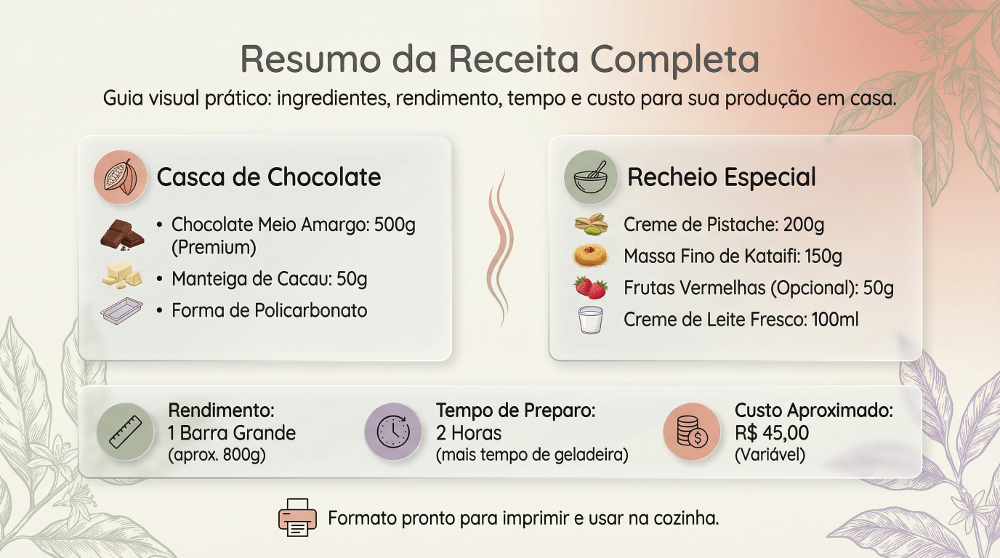 Resumo da Receita Completa
Guia visual prático: ingredientes, rendimento, tempo e custo para sua produção em casa.
Casca de Chocolate
• Chocolate Meio Amargo: 500g
(Premium)
• Manteiga de Cacau: 50g
• Forma de Policarbonato
Recheio Especial
Creme de Pistache: 200g
Massa Fino de Kataifi: 150g
Frutas Vermelhas (Opcional): 50g
Creme de Leite Fresco: 100ml
Rendimento:
1 Barra Grande
(aprox. 800g)
Tempo de Preparo:
2 Horas
(mais tempo de geladeira)
Custo Aproximado:
R$ 45,00
(Variável)
Formato pronto para imprimir e usar na cozinha.